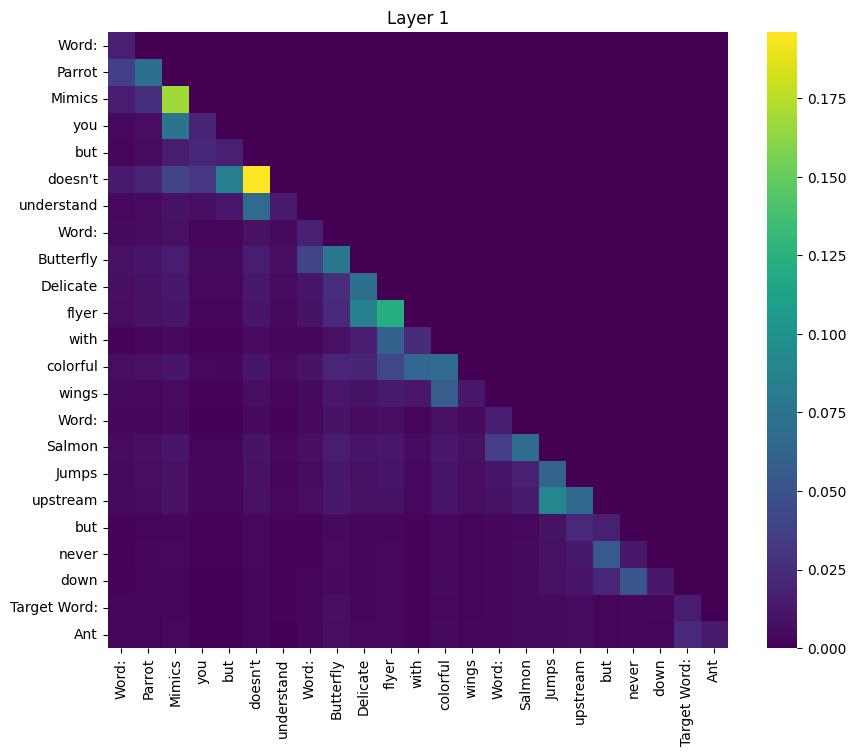 Layer 1
Word:
Parrot
Mimics
you
but
doesn't
understand
Word:
Butterfly
Delicate
flyer
with
colorful
wings
Word:
Salmon
Jumps
upstream
but
never
down
Target Word:
Ant
Word:
Parrot
Mimics
you
but
doesn't
understand
Word:
Butterfly
Delicate
flyer
with
colorful
wings
Word:
Salmon
Jumps
upstream
but
never
down
Target Word:
Ant
0.175
0.150
0.125
0.100
0.075
0.050
0.025
0.000